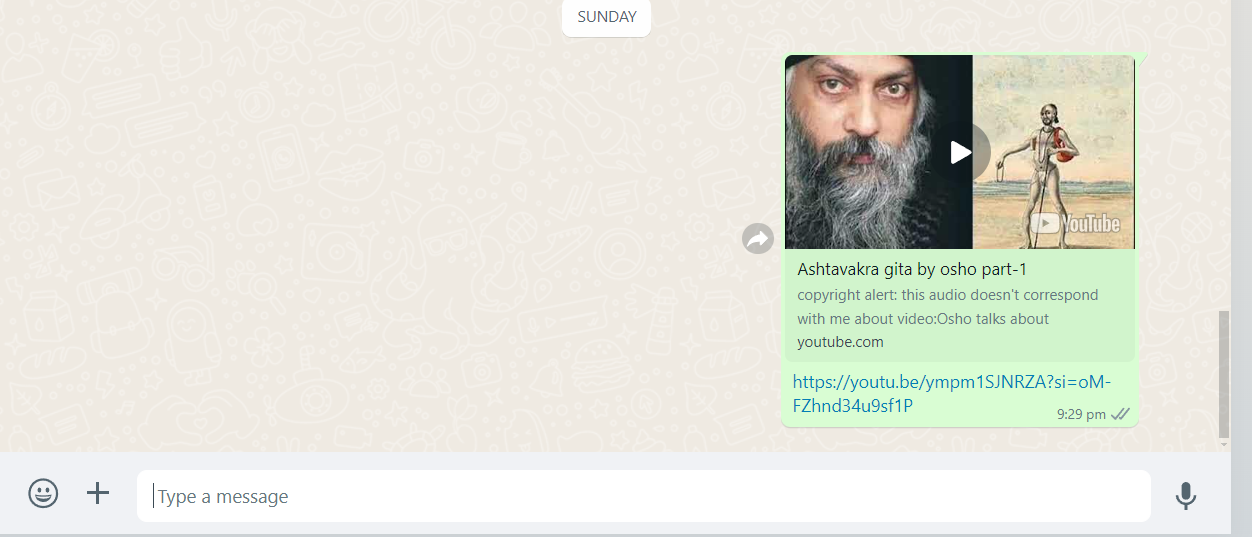 SUNDAY
YouTube
Ashtavakra gita by osho part-1
copyright alert: this audio doesn't correspond
with me about video:Osho talks about
youtube.com
https://youtu.be/ympm1SJNRZA?si=oM-
FZhnd34u9sf1P
9:29 pm
Type a message